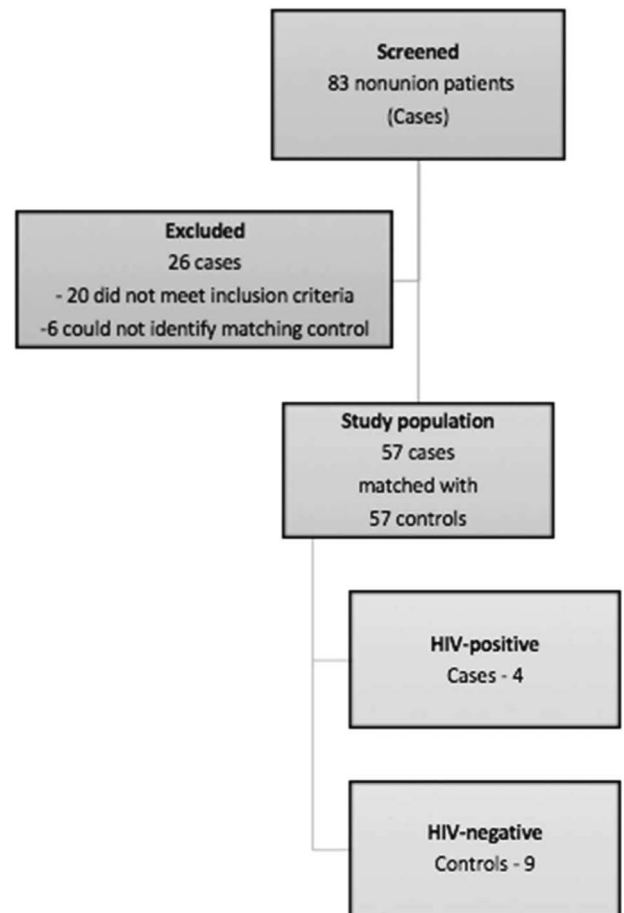 Screened
83 nonunion patients
(Cases)
Excluded
26 cases
- 20 did not meet inclusion criteria
-6 could not identify matching control
Study population
57 cases
matched with
57 controls
HIV-positive
Cases - 4
HIV-negative
Controls - 9